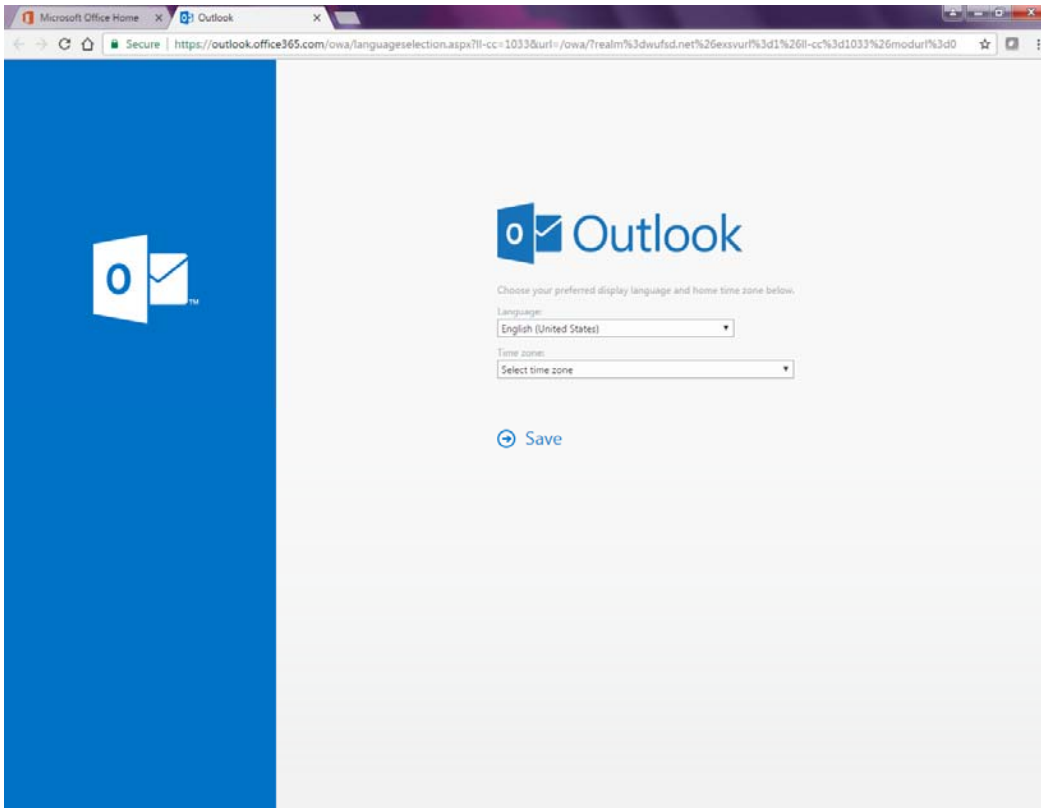 Microsoft Office Home
Outlook
Secure | https://outlook.office365.com/owa/languageselection.aspx?ll-cc=1033&url=/owa/?realm%3dwufsd.net%26exsvurl%3d1%26ll-cc%3d1033%26modurl%3d0
O
TM
O
Outlook
Choose your preferred display language and home time zone below.
Language:
English (United States)
Time zone:
Select time zone
Save